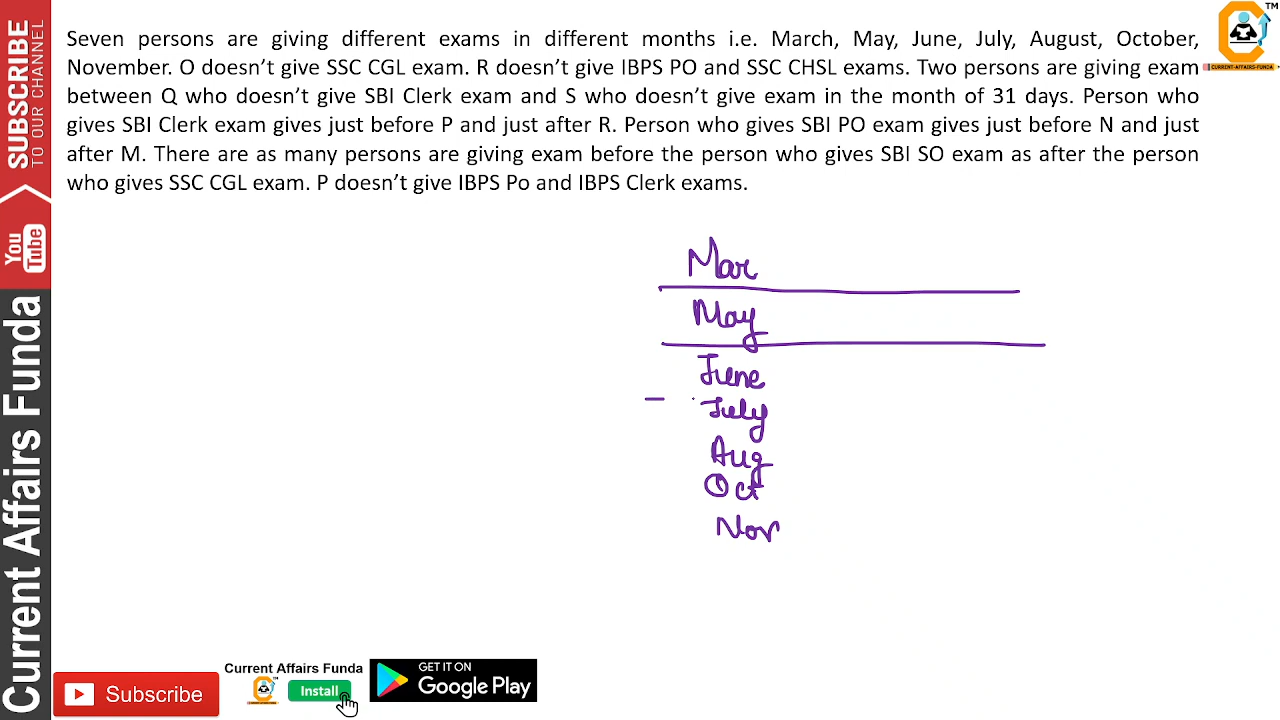 Seven persons are giving different exams in different months i.e. March, May, June, July, August, October,
November. O doesn’t give SSC CGL exam. R doesn’t give IBPS PO and SSC CHSL exams. Two persons are giving exam
between Q who doesn’t give SBI Clerk exam and S who doesn’t give exam in the month of 31 days. Person who
gives SBI Clerk exam gives just before P and just after R. Person who gives SBI PO exam gives just before N and just
after M. There are as many persons are giving exam before the person who gives SBI SO exam as after the person
who gives SSC CGL exam. P doesn’t give IBPS Po and IBPS Clerk exams.
TM
CURRENT-AFFAIRS-FUNDA
SUBSCRIBE
TO OUR CHANNEL
You
Tube
Current Affairs Funda
Mar
May
June
July
Aug
Oct
Nov
Subscribe
Current Affairs Funda
Install
GET IT ON
Google Play